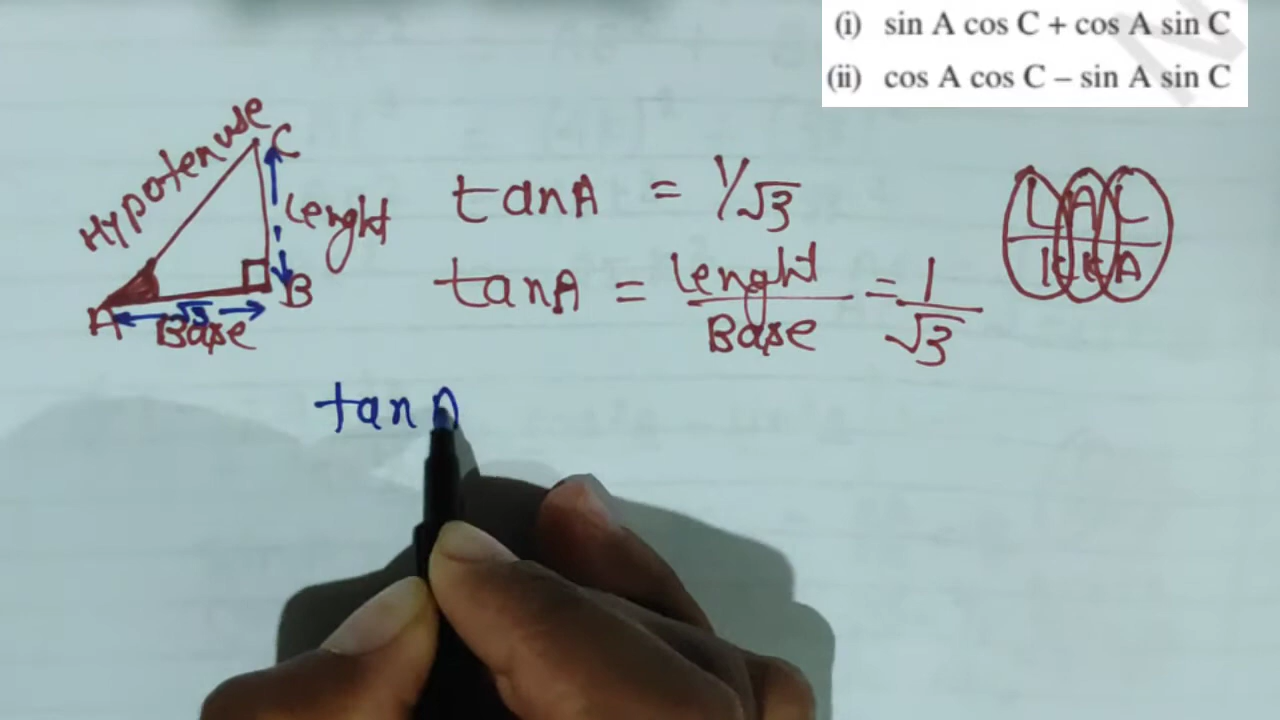 (i) sin A cos C + cos A sin C
(ii) cos A cos C – sin A sin C
Hypotenuse
C
Lenght
B
A
√3
Base
tanA = 1/√3
tanA = Lenght/Base = 1/√3
L A L
K K A
tan A